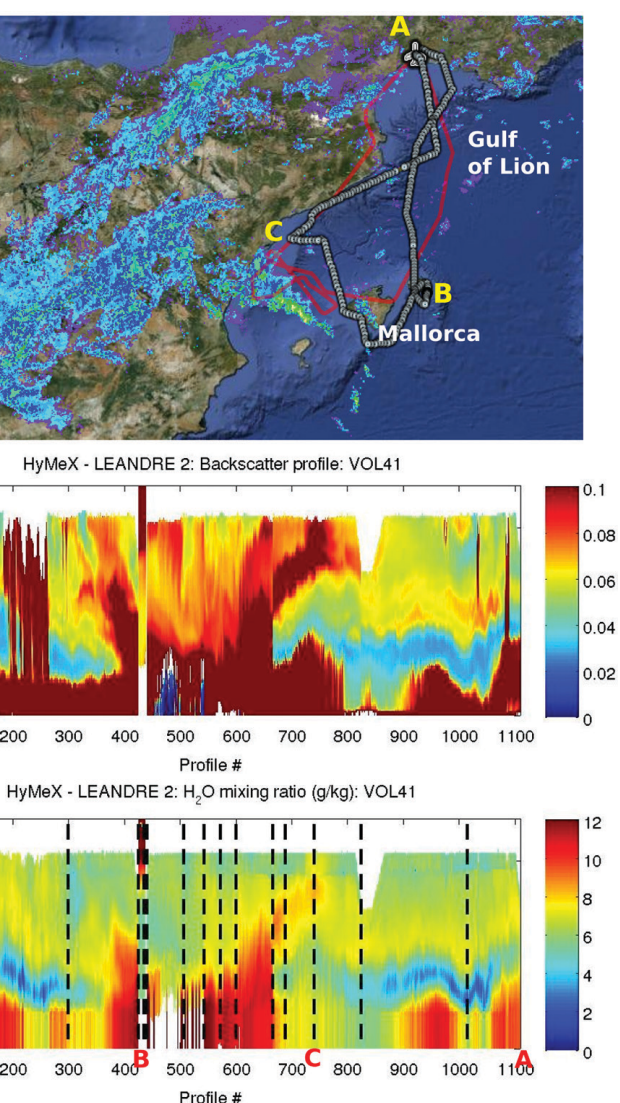 A
Gulf
of Lion
C
B
Mallorca
HyMeX - LEANDRE 2: Backscatter profile: VOL41
0.1
0.08
0.06
0.04
0.02
0
200 300 400 500 600 700 800 900 1000 1100
Profile #
HyMeX - LEANDRE 2: H2O mixing ratio (g/kg): VOL41
12
10
8
6
4
2
0
B C A
200 300 400 500 600 700 800 900 1000 1100
Profile #